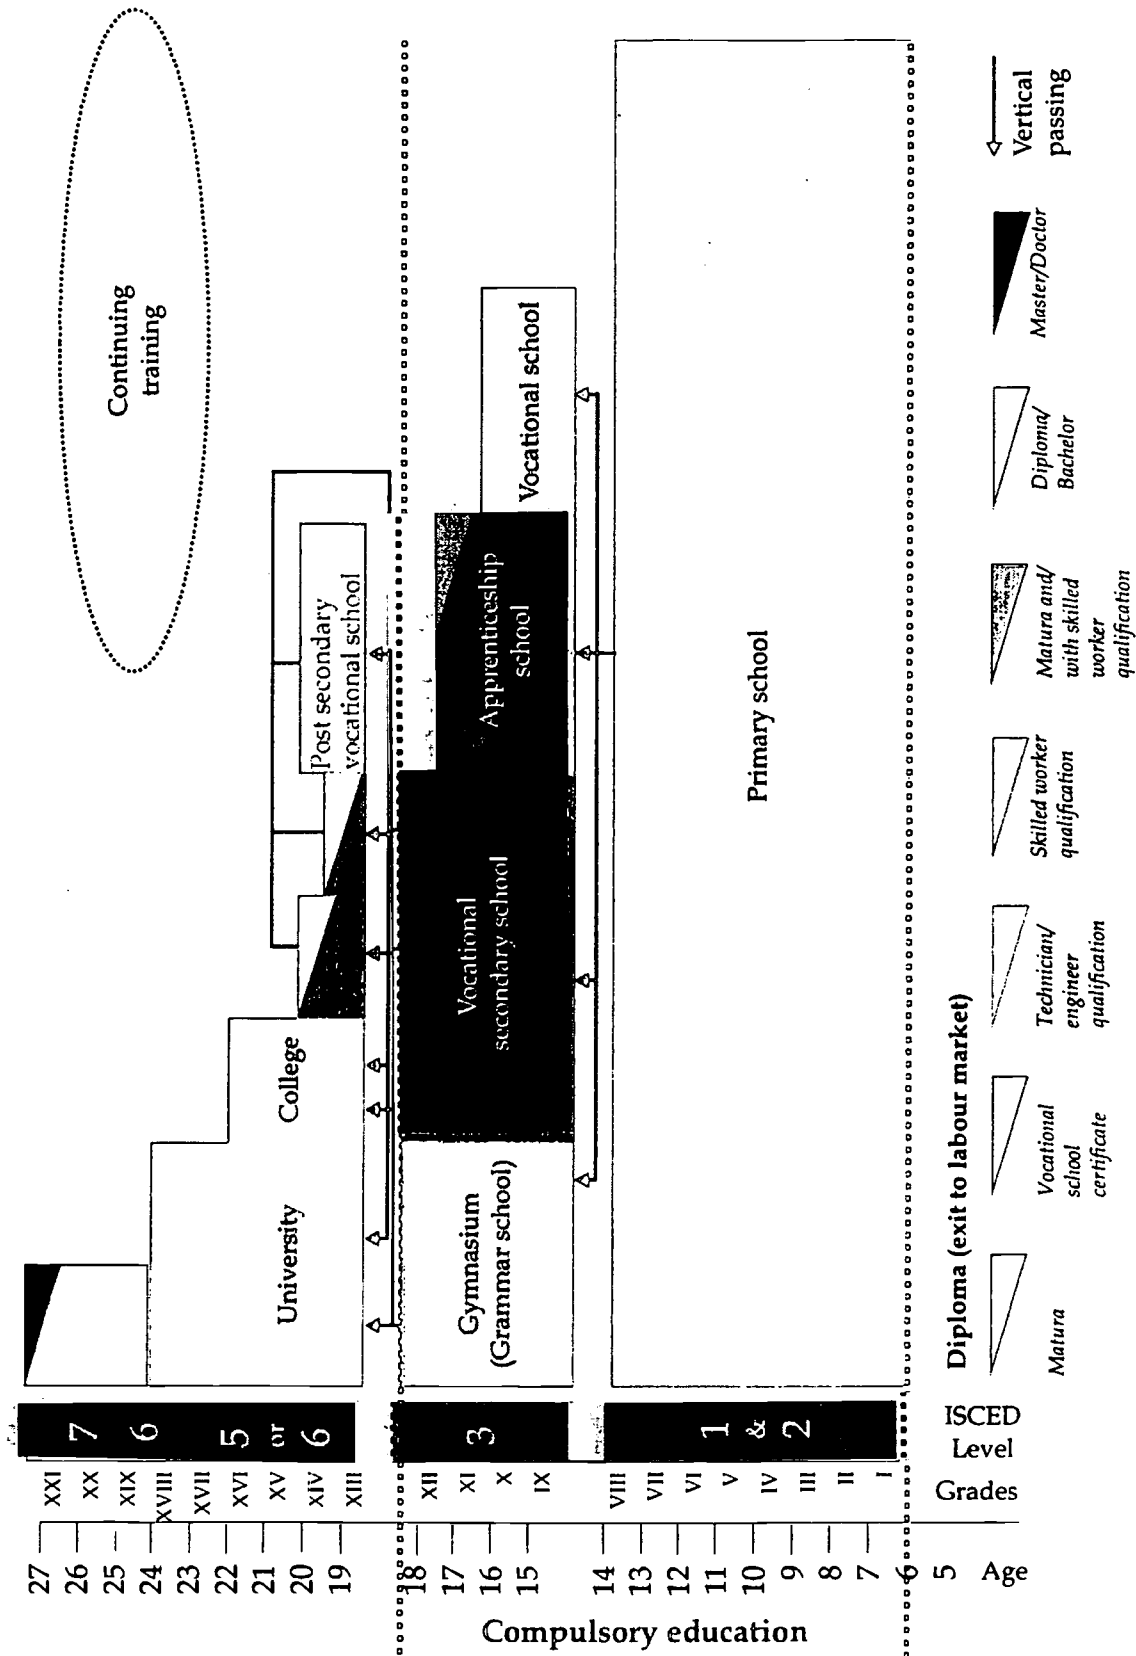 Continuing
training
Post secondary
vocational school
College
University
Vocational school
Apprenticeship
school
Vocational
secondary school
Gymnasium
(Grammar school)
Primary school
7
6
5
or
6
3
1
&
2
ISCED
Level
XXI
XX
XIX
XVIII
XVII
XVI
XV
XIV
XIII
XII
XI
X
IX
VIII
VII
VI
V
IV
III
II
I
Grades
27
26
25
24
23
22
21
20
19
18
17
16
15
14
13
12
11
10
9
8
7
6
5
Age
Compulsory education
Diploma (exit to labour market)
Matura
Vocational
school
certificate
Technician/
engineer
qualification
Skilled worker
qualification
Matura and/
with skilled
worker
qualification
Diploma/
Bachelor
Master/Doctor
Vertical
passing